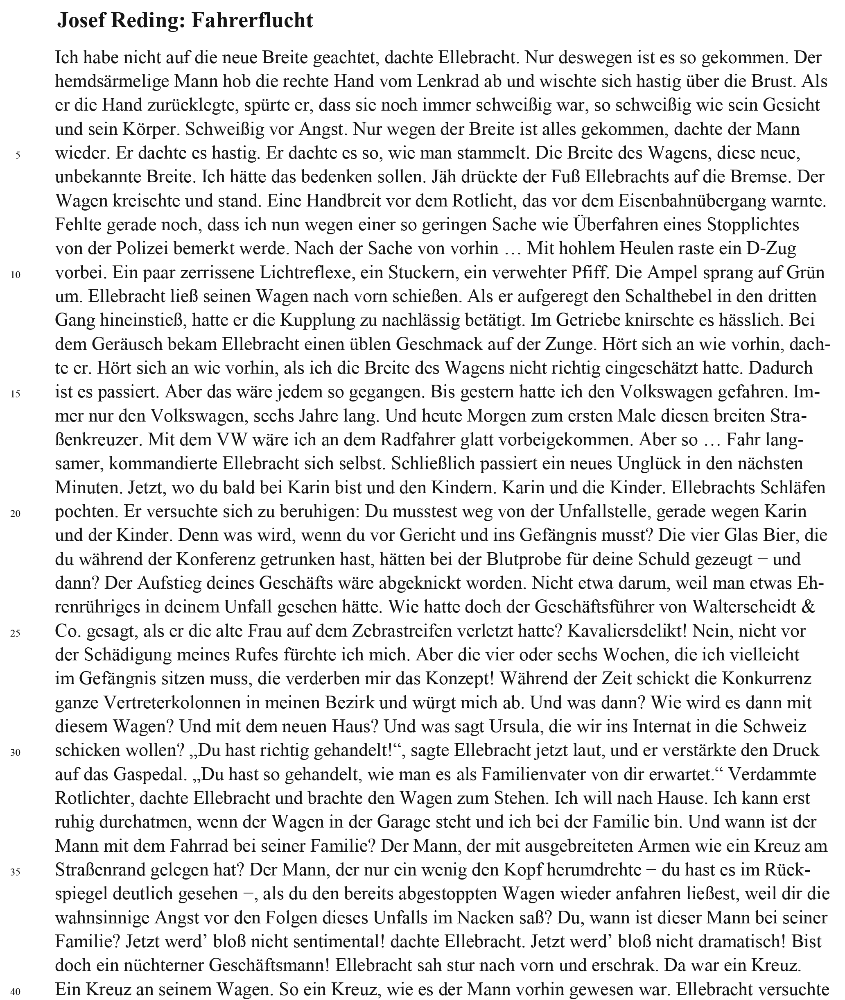 Josef Reding: Fahrerflucht
Ich habe nicht auf die neue Breite geachtet, dachte Ellebracht. Nur deswegen ist es so gekommen. Der
hemdsärmelige Mann hob die rechte Hand vom Lenkrad ab und wischte sich hastig über die Brust. Als
er die Hand zurücklegte, spürte er, dass sie noch immer schweißig war, so schweißig wie sein Gesicht
und sein Körper. Schweißig vor Angst. Nur wegen der Breite ist alles gekommen, dachte der Mann
5 wieder. Er dachte es hastig. Er dachte es so, wie man stammelt. Die Breite des Wagens, diese neue,
unbekannte Breite. Ich hätte das bedenken sollen. Jäh drückte der Fuß Ellebrachts auf die Bremse. Der
Wagen kreischte und stand. Eine Handbreit vor dem Rotlicht, das vor dem Eisenbahnübergang warnte.
Fehlte gerade noch, dass ich nun wegen einer so geringen Sache wie Überfahren eines Stopplichtes
von der Polizei bemerkt werde. Nach der Sache von vorhin … Mit hohlem Heulen raste ein D-Zug
10 vorbei. Ein paar zerrissene Lichtreflexe, ein Stuckern, ein verwehter Pfiff. Die Ampel sprang auf Grün
um. Ellebracht ließ seinen Wagen nach vorn schießen. Als er aufgeregt den Schalthebel in den dritten
Gang hineinstieß, hatte er die Kupplung zu nachlässig betätigt. Im Getriebe knirschte es hässlich. Bei
dem Geräusch bekam Ellebracht einen üblen Geschmack auf der Zunge. Hört sich an wie vorhin, dach-
te er. Hört sich an wie vorhin, als ich die Breite des Wagens nicht richtig eingeschätzt hatte. Dadurch
15 ist es passiert. Aber das wäre jedem so gegangen. Bis gestern hatte ich den Volkswagen gefahren. Im-
mer nur den Volkswagen, sechs Jahre lang. Und heute Morgen zum ersten Male diesen breiten Stra-
ßenkreuzer. Mit dem VW wäre ich an dem Radfahrer glatt vorbeigekommen. Aber so … Fahr lang-
samer, kommandierte Ellebracht sich selbst. Schließlich passiert ein neues Unglück in den nächsten
Minuten. Jetzt, wo du bald bei Karin bist und den Kindern. Karin und die Kinder. Ellebrachts Schläfen
20 pochten. Er versuchte sich zu beruhigen: Du musstest weg von der Unfallstelle, gerade wegen Karin
und der Kinder. Denn was wird, wenn du vor Gericht und ins Gefängnis musst? Die vier Glas Bier, die
du während der Konferenz getrunken hast, hätten bei der Blutprobe für deine Schuld gezeugt − und
dann? Der Aufstieg deines Geschäfts wäre abgeknickt worden. Nicht etwa darum, weil man etwas Eh-
renrühriges in deinem Unfall gesehen hätte. Wie hatte doch der Geschäftsführer von Walterscheidt &
25 Co. gesagt, als er die alte Frau auf dem Zebrastreifen verletzt hatte? Kavaliersdelikt! Nein, nicht vor
der Schädigung meines Rufes fürchte ich mich. Aber die vier oder sechs Wochen, die ich vielleicht
im Gefängnis sitzen muss, die verderben mir das Konzept! Während der Zeit schickt die Konkurrenz
ganze Vertreterkolonnen in meinen Bezirk und würgt mich ab. Und was dann? Wie wird es dann mit
diesem Wagen? Und mit dem neuen Haus? Und was sagt Ursula, die wir ins Internat in die Schweiz
30 schicken wollen? „Du hast richtig gehandelt!“, sagte Ellebracht jetzt laut, und er verstärkte den Druck
auf das Gaspedal. „Du hast so gehandelt, wie man es als Familienvater von dir erwartet.“ Verdammte
Rotlichter, dachte Ellebracht und brachte den Wagen zum Stehen. Ich will nach Hause. Ich kann erst
ruhig durchatmen, wenn der Wagen in der Garage steht und ich bei der Familie bin. Und wann ist der
Mann mit dem Fahrrad bei seiner Familie? Der Mann, der mit ausgebreiteten Armen wie ein Kreuz am
35 Straßenrand gelegen hat? Der Mann, der nur ein wenig den Kopf herumdrehte − du hast es im Rück-
spiegel deutlich gesehen −, als du den bereits abgestoppten Wagen wieder anfahren ließest, weil dir die
wahnsinnige Angst vor den Folgen dieses Unfalls im Nacken saß? Du, wann ist dieser Mann bei seiner
Familie? Jetzt werd’ bloß nicht sentimental! dachte Ellebracht. Jetzt werd’ bloß nicht dramatisch! Bist
doch ein nüchterner Geschäftsmann! Ellebracht sah stur nach vorn und erschrak. Da war ein Kreuz.
40 Ein Kreuz an seinem Wagen. So ein Kreuz, wie es der Mann vorhin gewesen war. Ellebracht versuchte